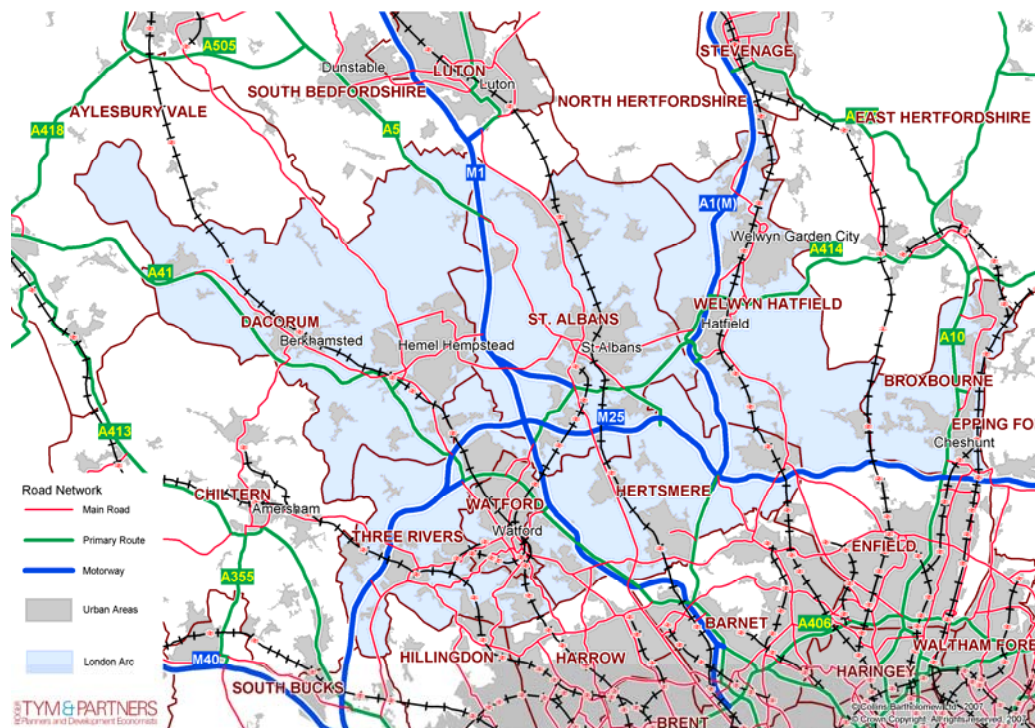 A505
STEVENAGE
Dunstable
LUTON
Luton
SOUTH BEDFORDSHIRE
NORTH HERTFORDSHIRE
AYLESBURY VALE
EAST HERTFORDSHIRE
A418
A5
M1
A1(M)
Welwyn Garden City
A414
A41
WELWYN HATFIELD
DACORUM
ST. ALBANS
Hatfield
Berkhamsted
Hemel Hempstead
St Albans
A10
BROXBOURNE
M25
EPPING FO
A413
Cheshunt
Road Network
Main Road
Primary Route
Motorway
Urban Areas
London Arc
CHILTERN
Amersham
HERTSMERE
WATFORD
Watford
THREE RIVERS
ENFIELD
A355
BARNET
A406
WALTHAM FORE
M40
HILLINGDON
HARROW
HARINGEY
SOUTH BUCKS
BRENT
ROGER
TYM & PARTNERS
Planners and Development Economists
© Collins Bartholomew Ltd, 2007
© Crown Copyright. All rights reserved. 200